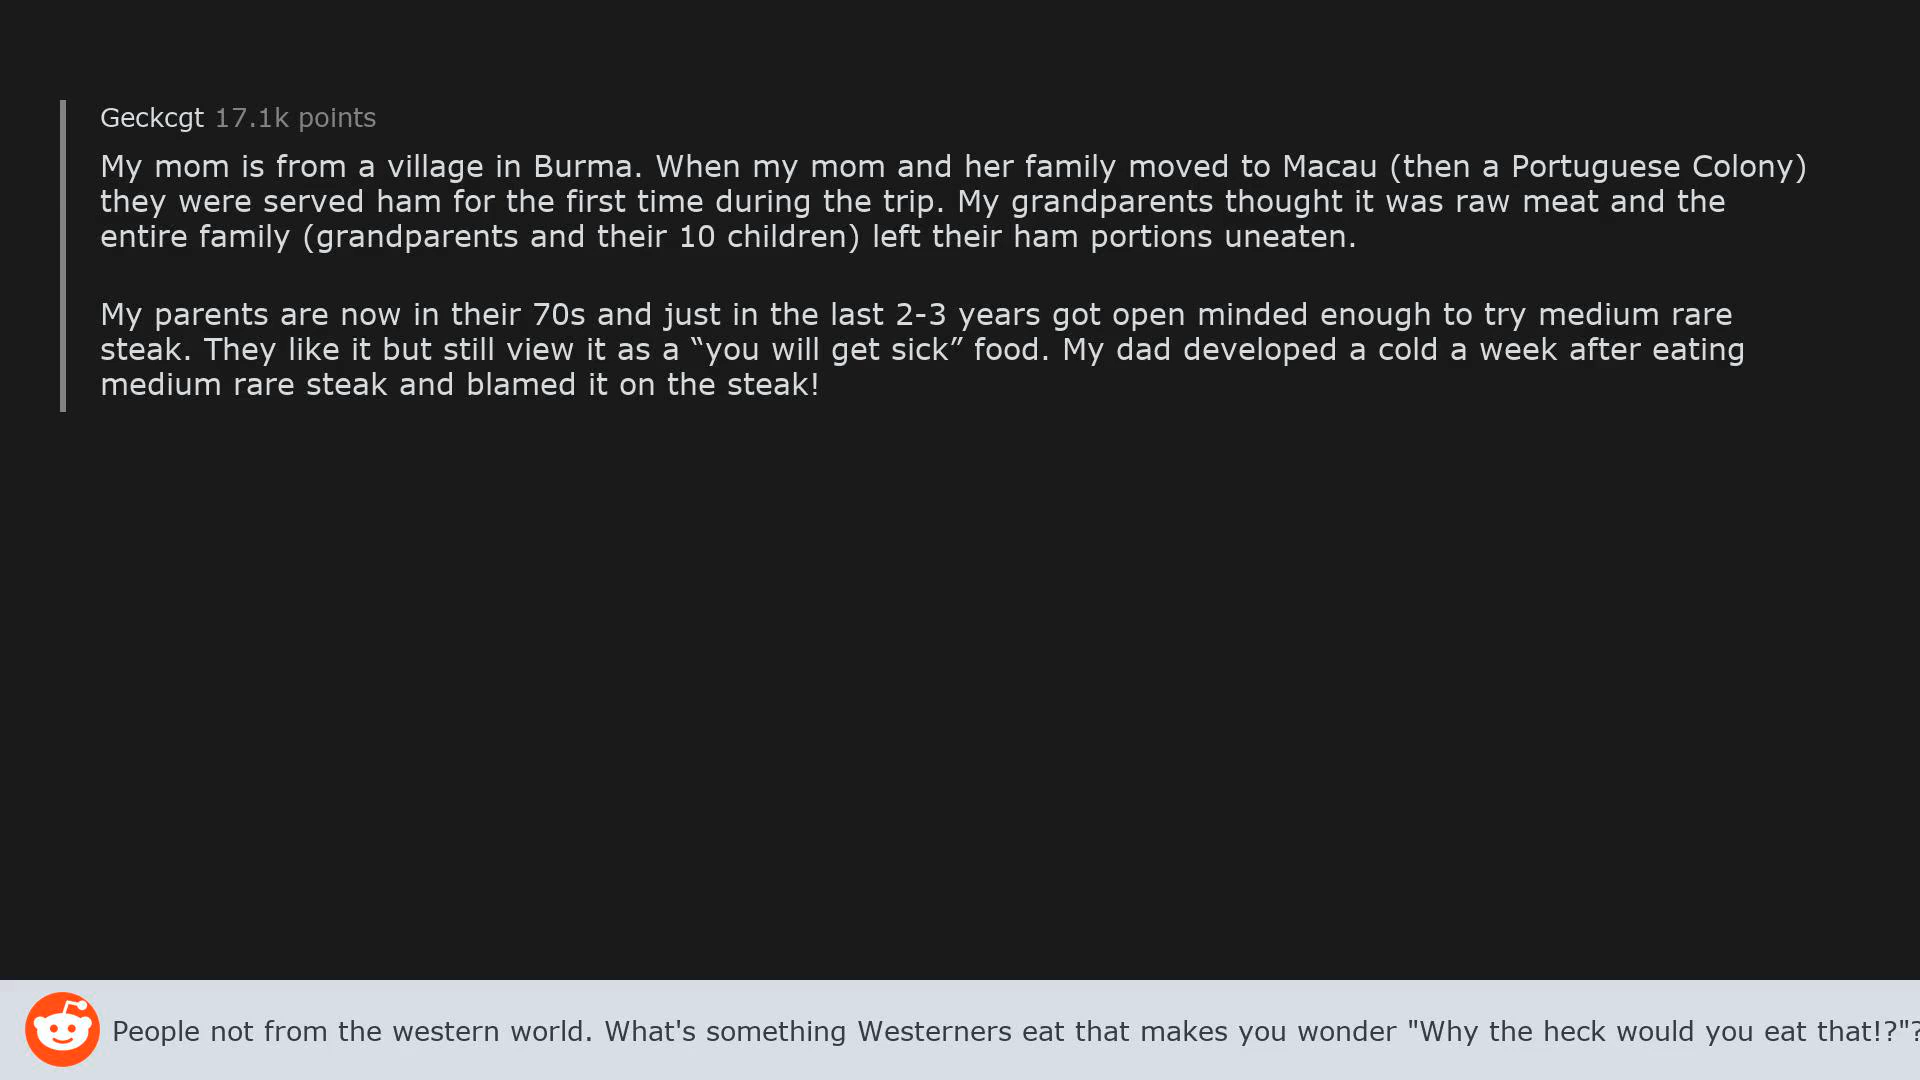 Geckcgt 17.1k points
My mom is from a village in Burma. When my mom and her family moved to Macau (then a Portuguese Colony)
they were served ham for the first time during the trip. My grandparents thought it was raw meat and the
entire family (grandparents and their 10 children) left their ham portions uneaten.
My parents are now in their 70s and just in the last 2-3 years got open minded enough to try medium rare
steak. They like it but still view it as a “you will get sick” food. My dad developed a cold a week after eating
medium rare steak and blamed it on the steak!
People not from the western world. What's something Westerners eat that makes you wonder "Why the heck would you eat that!?"?